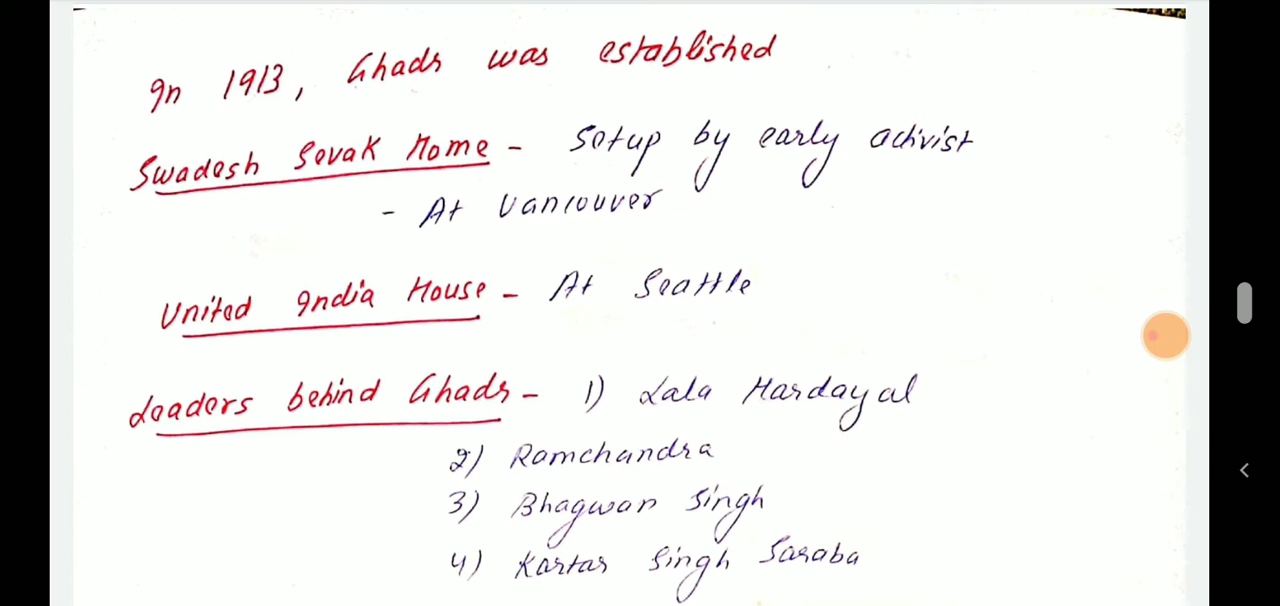 In 1913, Ghadr was established
Swadesh Sevak Home - Setup by early activist
- At Vancouver
United India House - At Seattle
Leaders behind Ghadr - 1) Lala Hardayal
2) Ramchandra
3) Bhagwan Singh
4) Kartar Singh Saraba